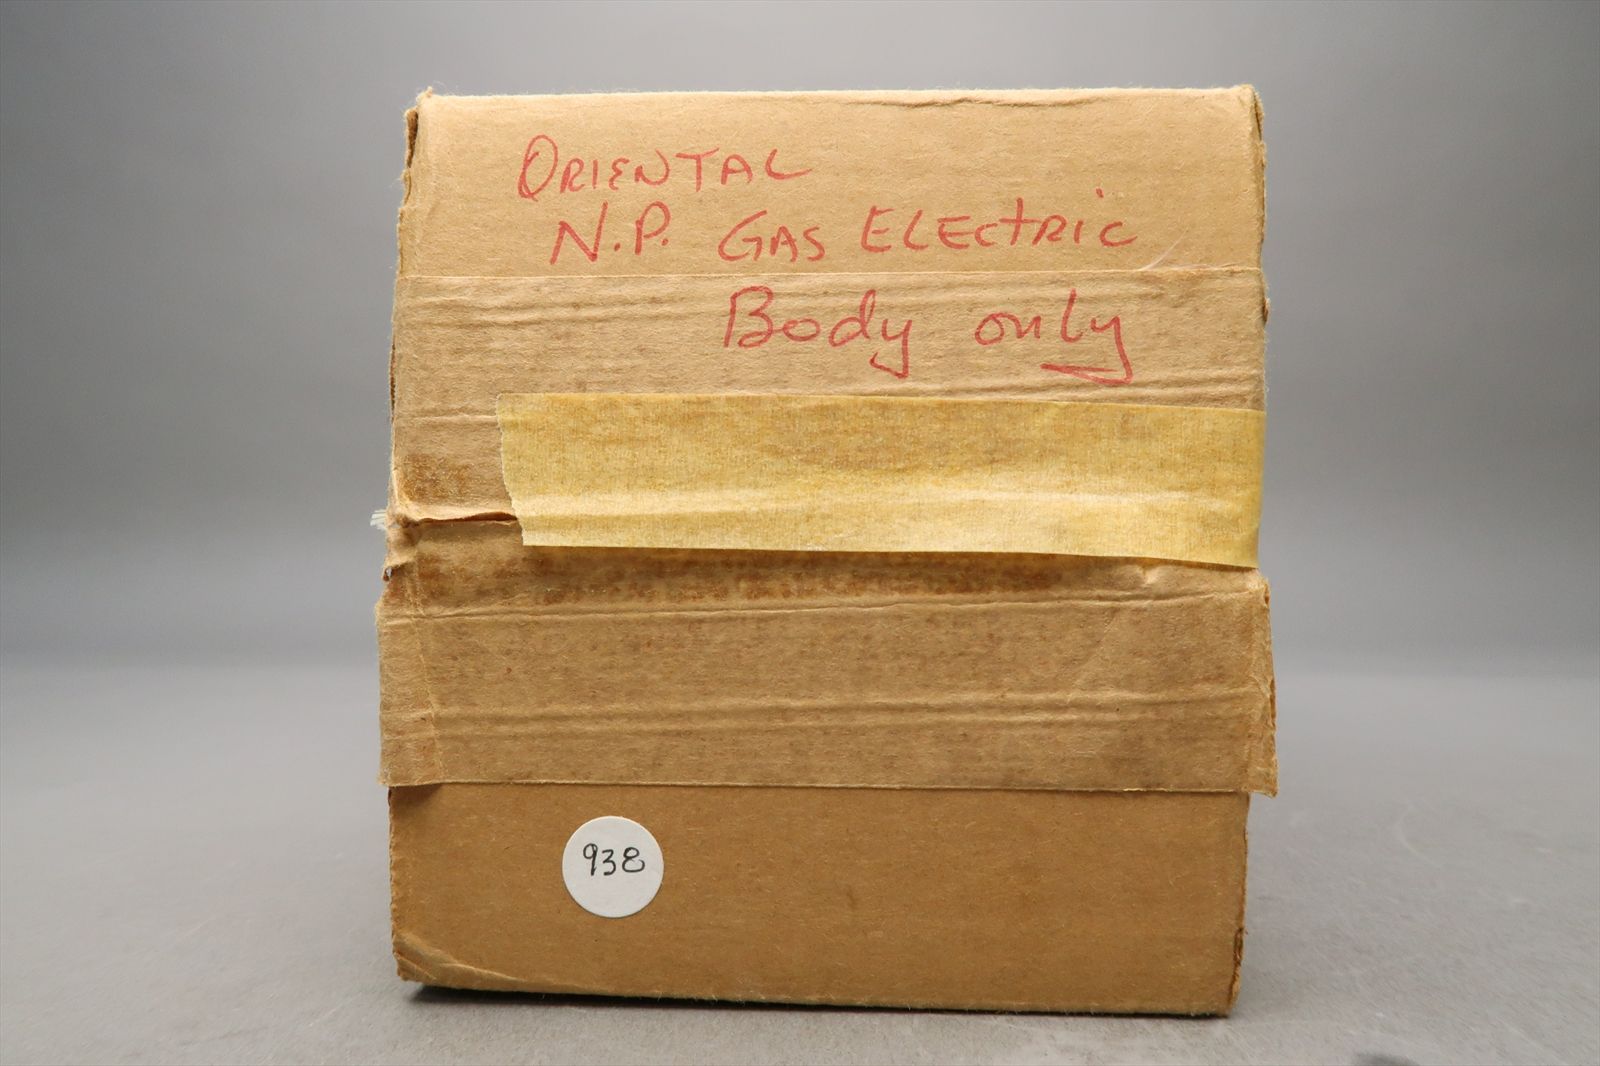 ORIENTAL
N.P. GAS ELECTRIC
Body only
938